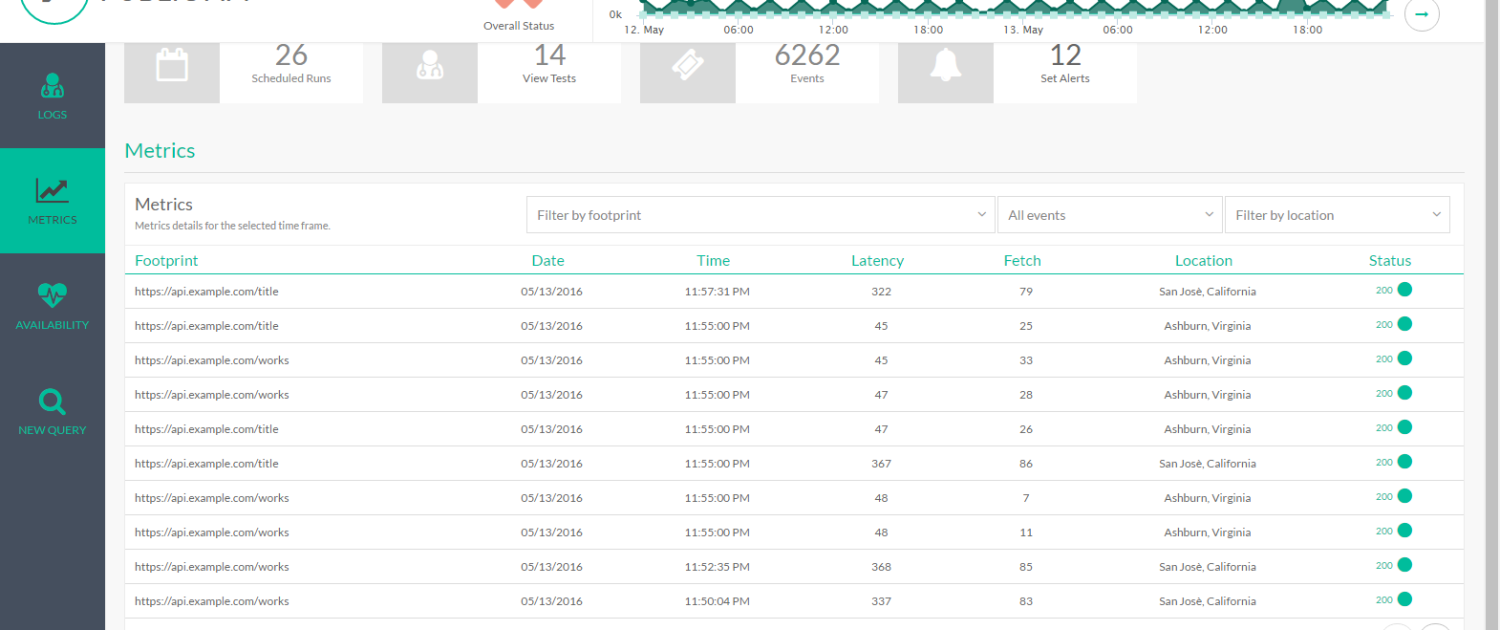 Overall Status
0k
12. May 06:00 12:00 18:00 13. May 06:00 12:00 18:00
26 14 6262 12
Scheduled Runs View Tests Events Set Alerts
LOGS
METRICS
AVAILABILITY
NEW QUERY
Metrics
Metrics
Metrics details for the selected time frame.
Filter by footprint All events Filter by location
Footprint Date Time Latency Fetch Location Status
https://api.example.com/title 05/13/2016 11:57:31 PM 322 79 San Josè, California 200
https://api.example.com/title 05/13/2016 11:55:00 PM 45 25 Ashburn, Virginia 200
https://api.example.com/works 05/13/2016 11:55:00 PM 45 33 Ashburn, Virginia 200
https://api.example.com/works 05/13/2016 11:55:00 PM 47 28 Ashburn, Virginia 200
https://api.example.com/title 05/13/2016 11:55:00 PM 47 26 Ashburn, Virginia 200
https://api.example.com/title 05/13/2016 11:55:00 PM 367 86 San Josè, California 200
https://api.example.com/works 05/13/2016 11:55:00 PM 48 7 Ashburn, Virginia 200
https://api.example.com/works 05/13/2016 11:55:00 PM 48 11 Ashburn, Virginia 200
https://api.example.com/works 05/13/2016 11:52:35 PM 368 85 San Josè, California 200
https://api.example.com/works 05/13/2016 11:50:04 PM 337 83 San Josè, California 200